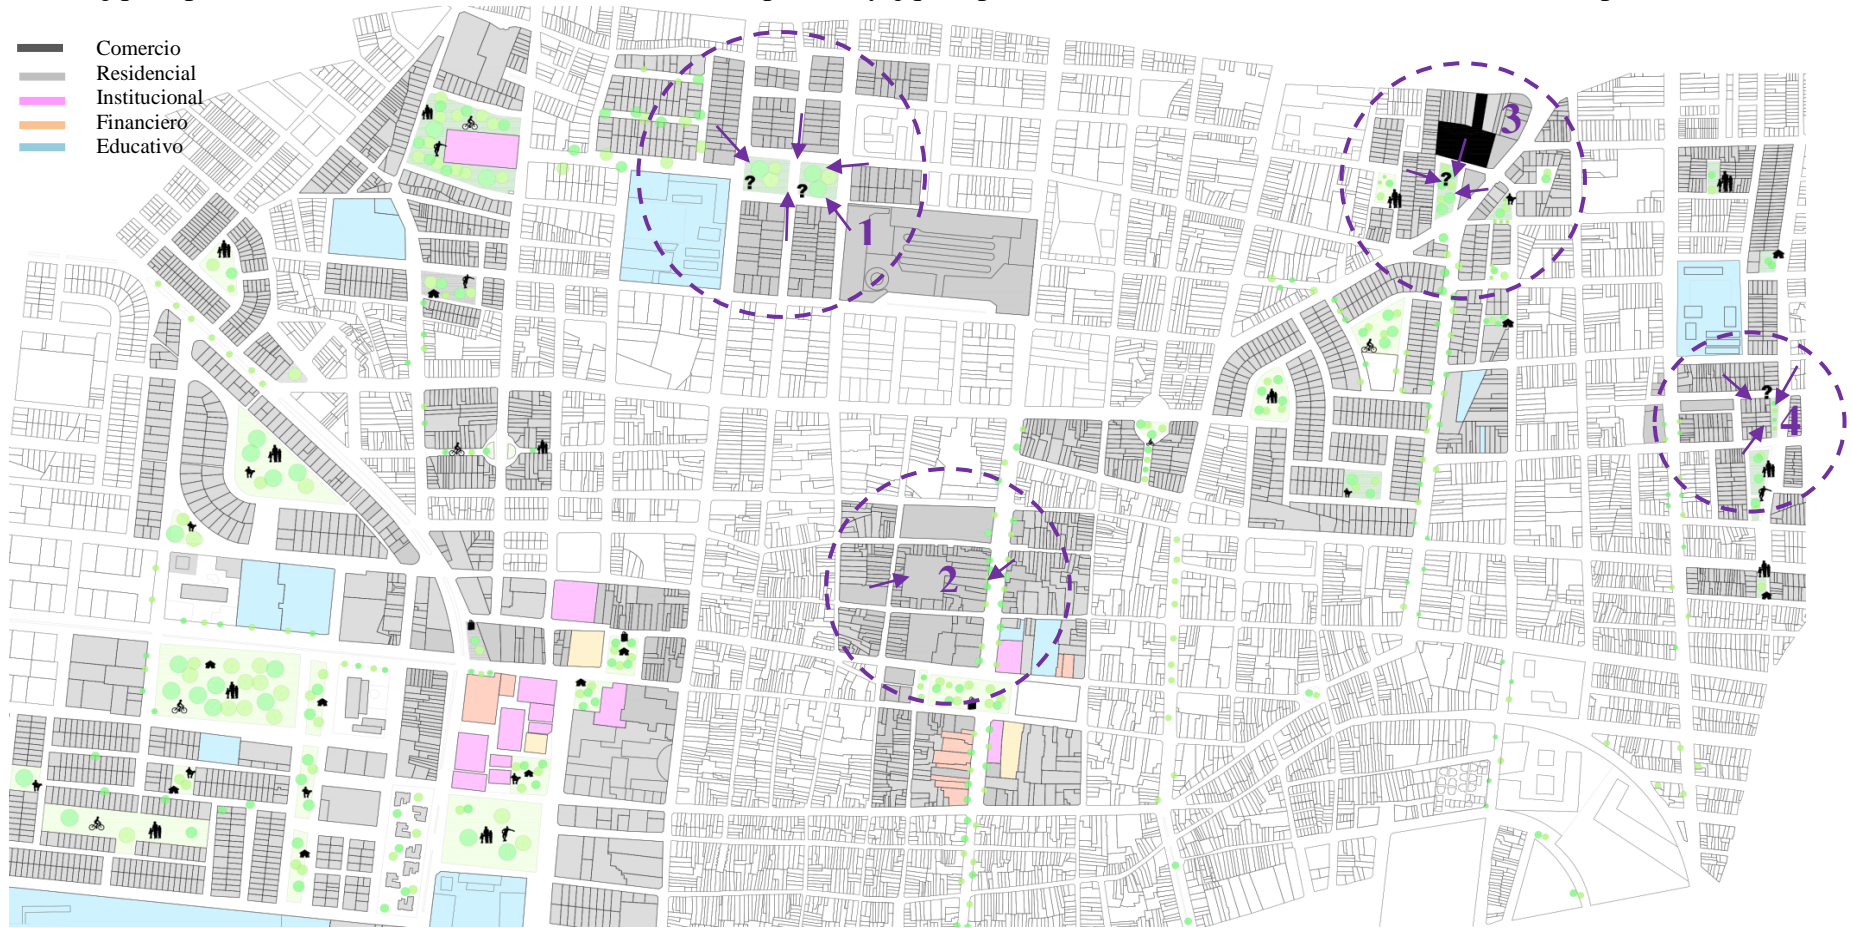 Comercio
Residencial
Institucional
Financiero
Educativo
1
3
?
?
?
?
4
2